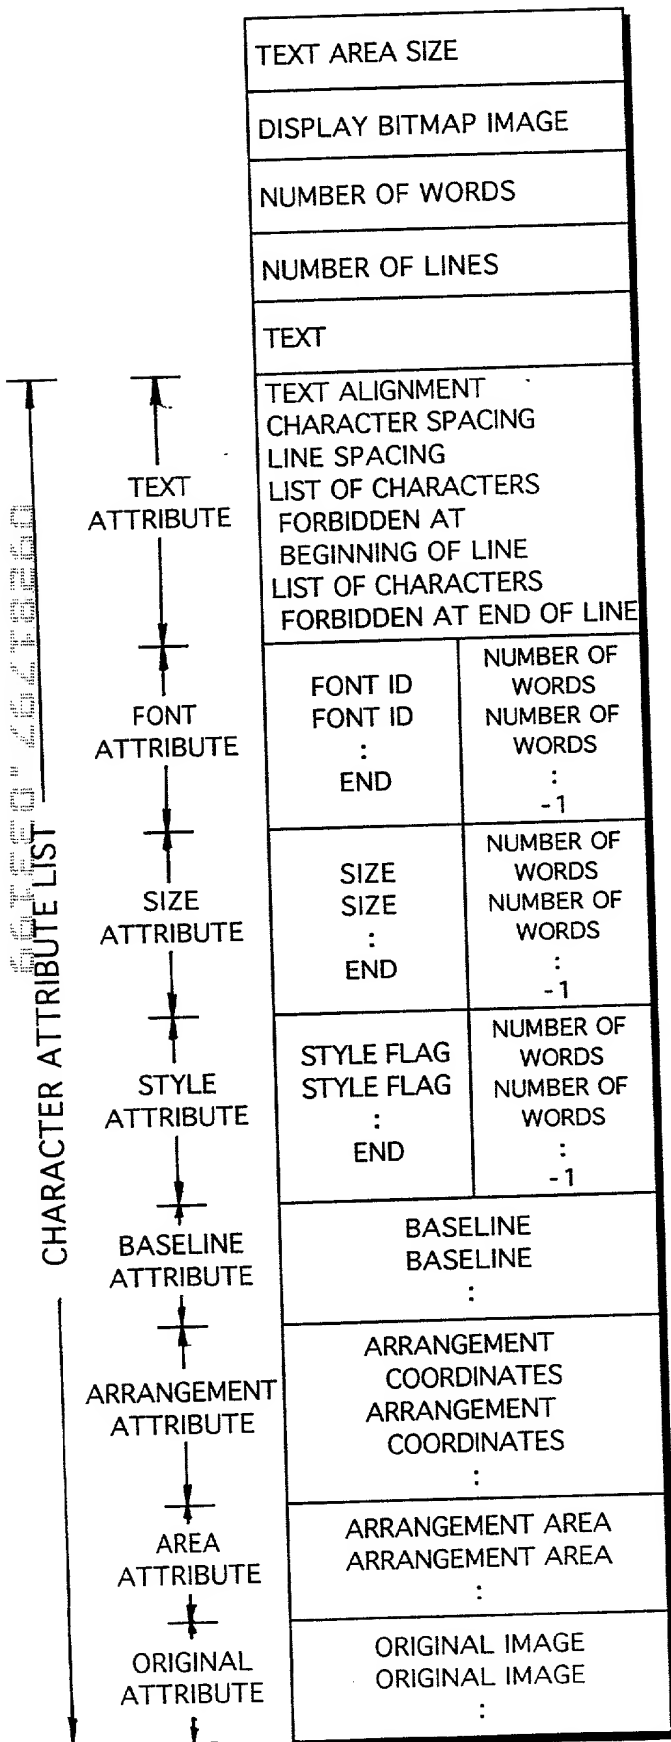 TEXT AREA SIZE
DISPLAY BITMAP IMAGE
NUMBER OF WORDS
NUMBER OF LINES
TEXT
CHARACTER ATTRIBUTE LIST
TEXT
ATTRIBUTE
TEXT ALIGNMENT
CHARACTER SPACING
LINE SPACING
LIST OF CHARACTERS
FORBIDDEN AT
BEGINNING OF LINE
LIST OF CHARACTERS
FORBIDDEN AT END OF LINE
FONT
ATTRIBUTE
FONT ID
FONT ID
:
END
NUMBER OF
WORDS
NUMBER OF
WORDS
:
-1
SIZE
ATTRIBUTE
SIZE
SIZE
:
END
NUMBER OF
WORDS
NUMBER OF
WORDS
:
-1
STYLE
ATTRIBUTE
STYLE FLAG
STYLE FLAG
:
END
NUMBER OF
WORDS
NUMBER OF
WORDS
:
-1
BASELINE
ATTRIBUTE
BASELINE
BASELINE
:
ARRANGEMENT
ATTRIBUTE
ARRANGEMENT
COORDINATES
ARRANGEMENT
COORDINATES
:
AREA
ATTRIBUTE
ARRANGEMENT AREA
ARRANGEMENT AREA
:
ORIGINAL
ATTRIBUTE
ORIGINAL IMAGE
ORIGINAL IMAGE
: